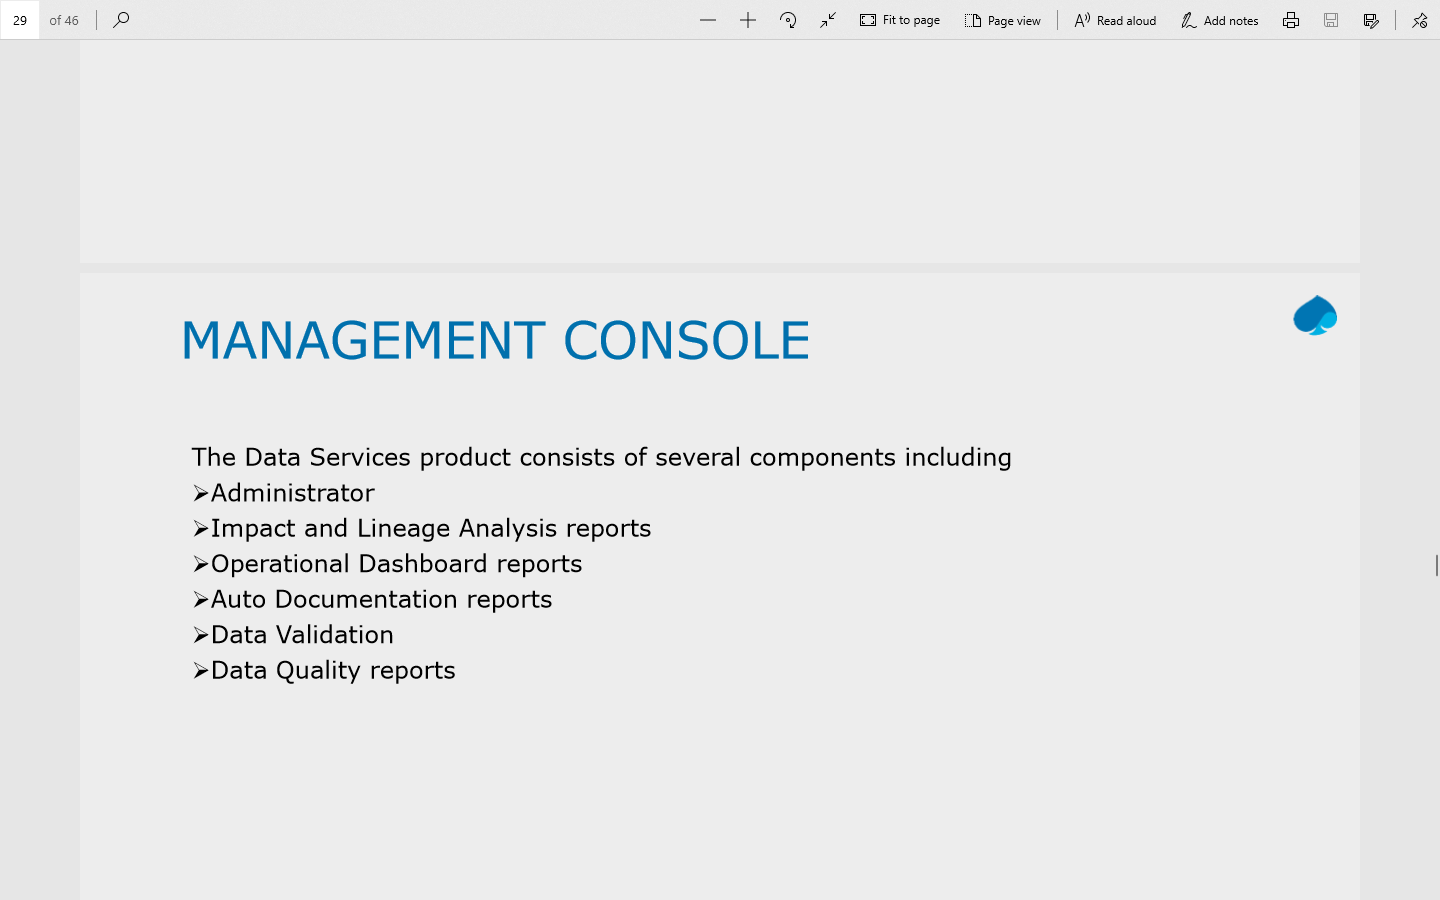 29 of 46 Fit to page Page view Read aloud Add notes
MANAGEMENT CONSOLE
The Data Services product consists of several components including
➢Administrator
➢Impact and Lineage Analysis reports
➢Operational Dashboard reports
➢Auto Documentation reports
➢Data Validation
➢Data Quality reports